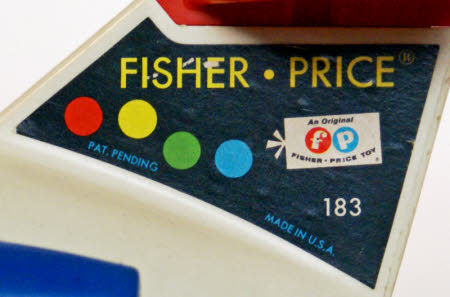 FISHER • PRICE®
PAT. PENDING
An Original
fp
FISHER • PRICE TOY
183
MADE IN U.S.A.